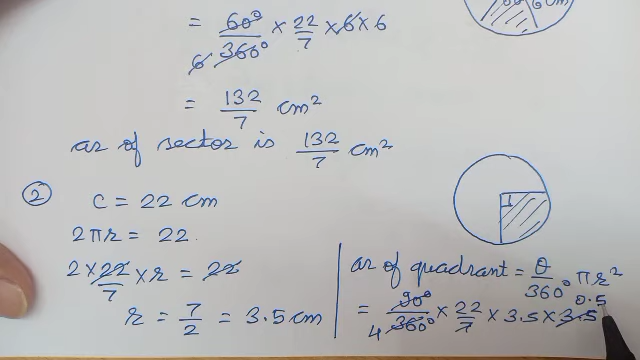 = 60°/360° × 22/7 × 6 × 6
6
60° 6cm
= 132/7 cm²
ar of sector is 132/7 cm²
② C = 22 cm
2πr = 22
2 × 22/7 × r = 22
r = 7/2 = 3.5 cm
ar of quadrant = θ/360° πr²
0.5
= 90°/360° × 22/7 × 3.5 × 3.5
4